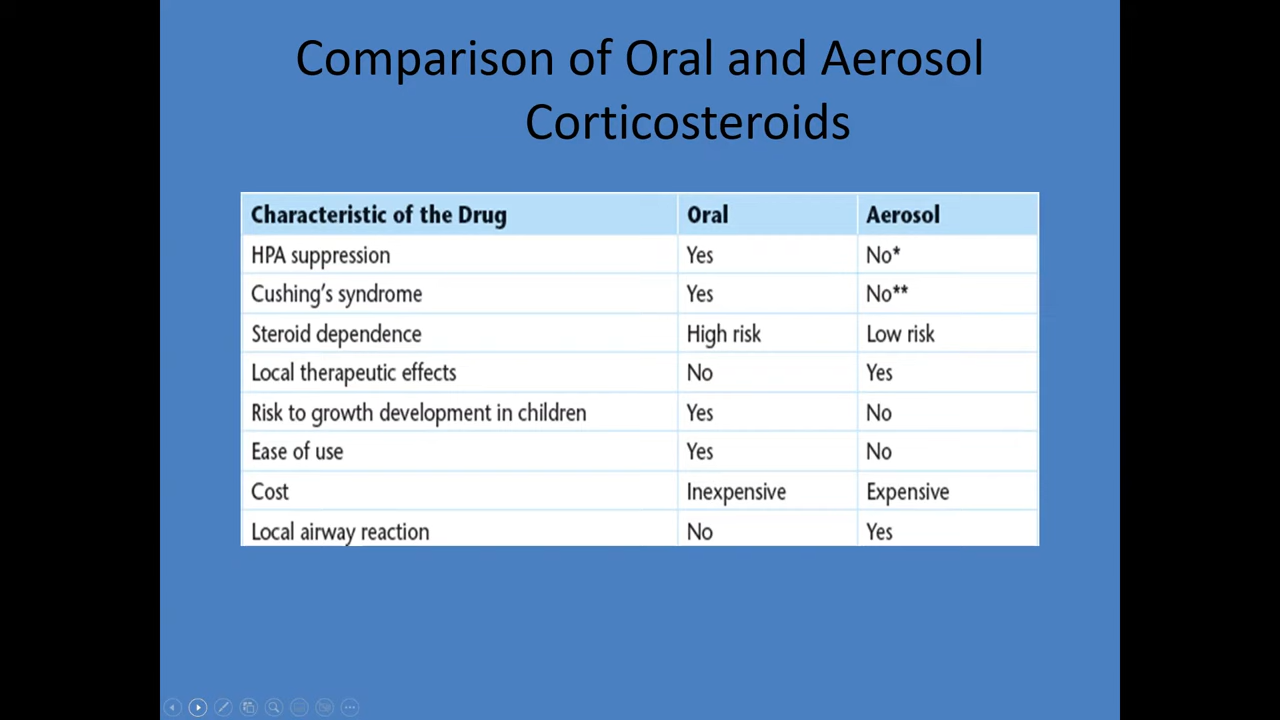 Comparison of Oral and Aerosol
Corticosteroids
Characteristic of the Drug Oral Aerosol
HPA suppression Yes No*
Cushing's syndrome Yes No**
Steroid dependence High risk Low risk
Local therapeutic effects No Yes
Risk to growth development in children Yes No
Ease of use Yes No
Cost Inexpensive Expensive
Local airway reaction No Yes